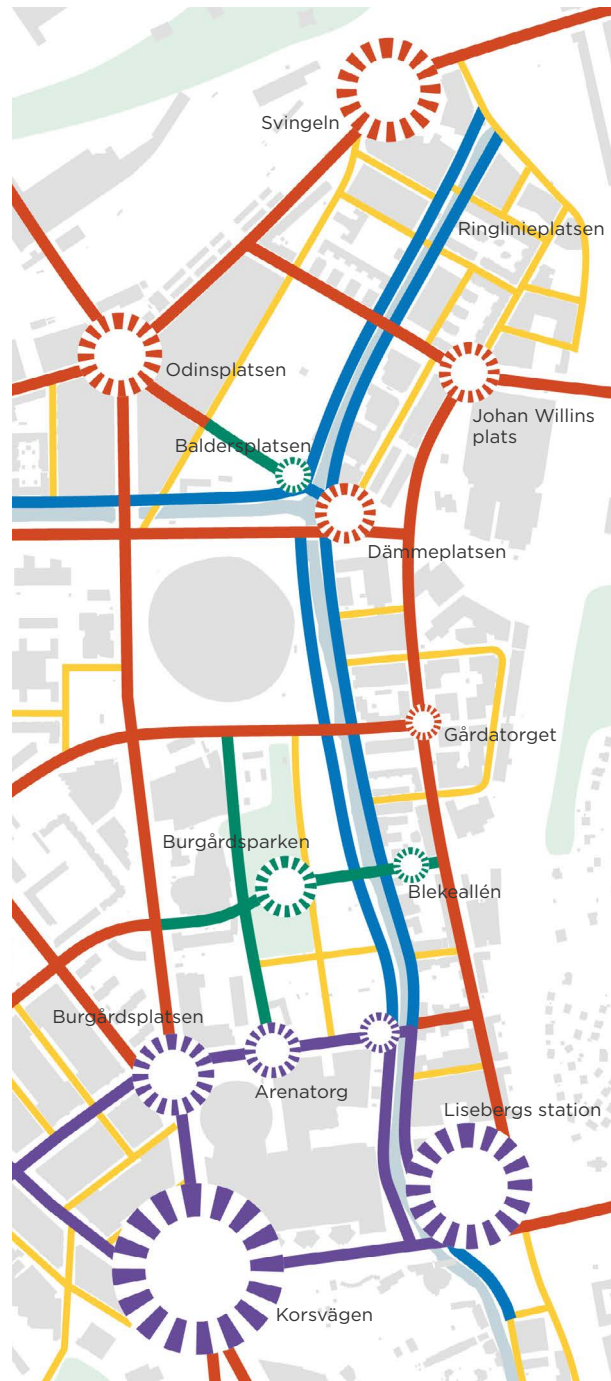 Svingeln
Ringlinieplatsen
Odinsplatsen
Johan Willins
plats
Baldersplatsen
Dämmeplatsen
Gårdatorget
Burgårdsparken
Blekeallén
Burgårdsplatsen
Arenatorg
Lisebergs station
Korsvägen